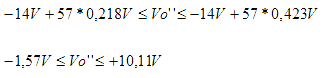 −14V + 57 * 0,218V ≤ Vo'' ≤ −14V + 57 * 0,423V
−1,57V ≤ Vo'' ≤ +10,11V